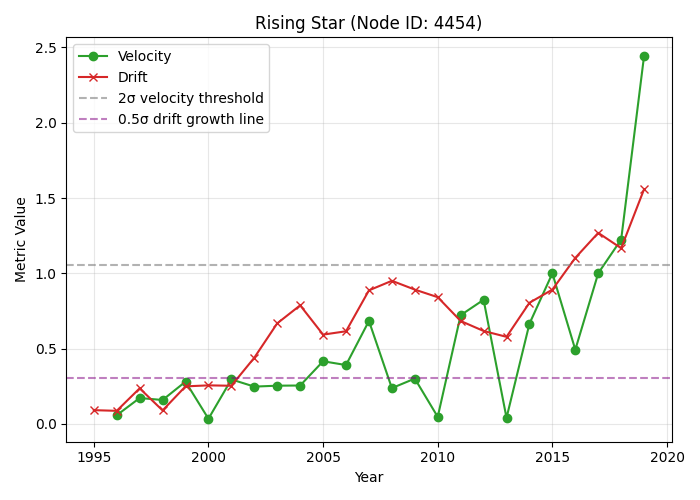 Rising Star (Node ID: 4454)
Velocity
Drift
2σ velocity threshold
0.5σ drift growth line
Metric Value
2.5
2.0
1.5
1.0
0.5
0.0
1995 2000 2005 2010 2015 2020
Year